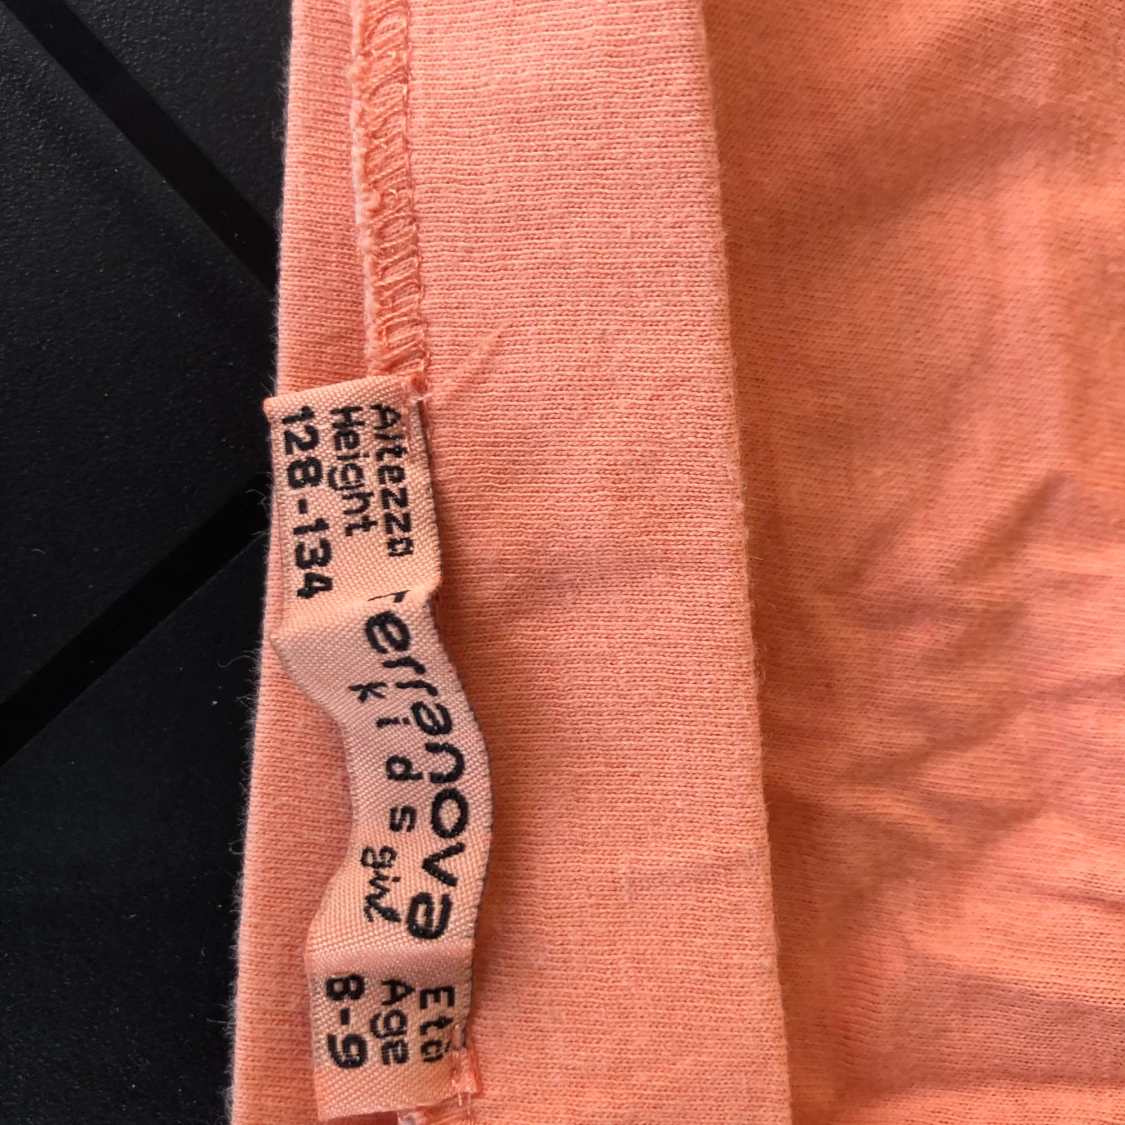 Altezza
Height
128-134
terranova
kids girl
Età
Age
8-9